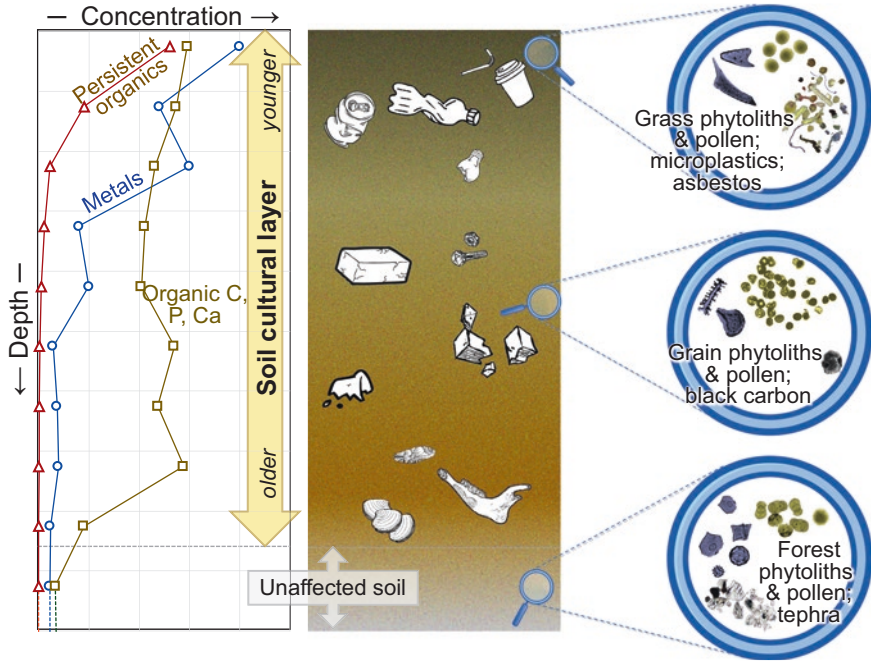 – Concentration →
← Depth –
Persistent
organics
Metals
Organic C,
P, Ca
younger
Soil cultural layer
older
Unaffected soil
Grass phytoliths
& pollen;
microplastics;
asbestos
Grain phytoliths
& pollen;
black carbon
Forest
phytoliths
& pollen;
tephra